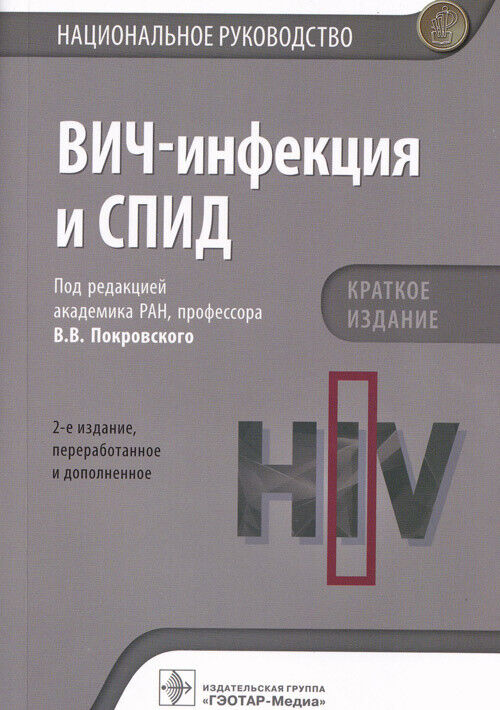 НАЦИОНАЛЬНОЕ РУКОВОДСТВО
ВИЧ-инфекция
и СПИД
Под редакцией
академика РАН, профессора
В.В. Покровского
КРАТКОЕ
ИЗДАНИЕ
2-е издание,
переработанное
и дополненное
HIV
ИЗДАТЕЛЬСКАЯ ГРУППА
«ГЭОТАР-Медиа»